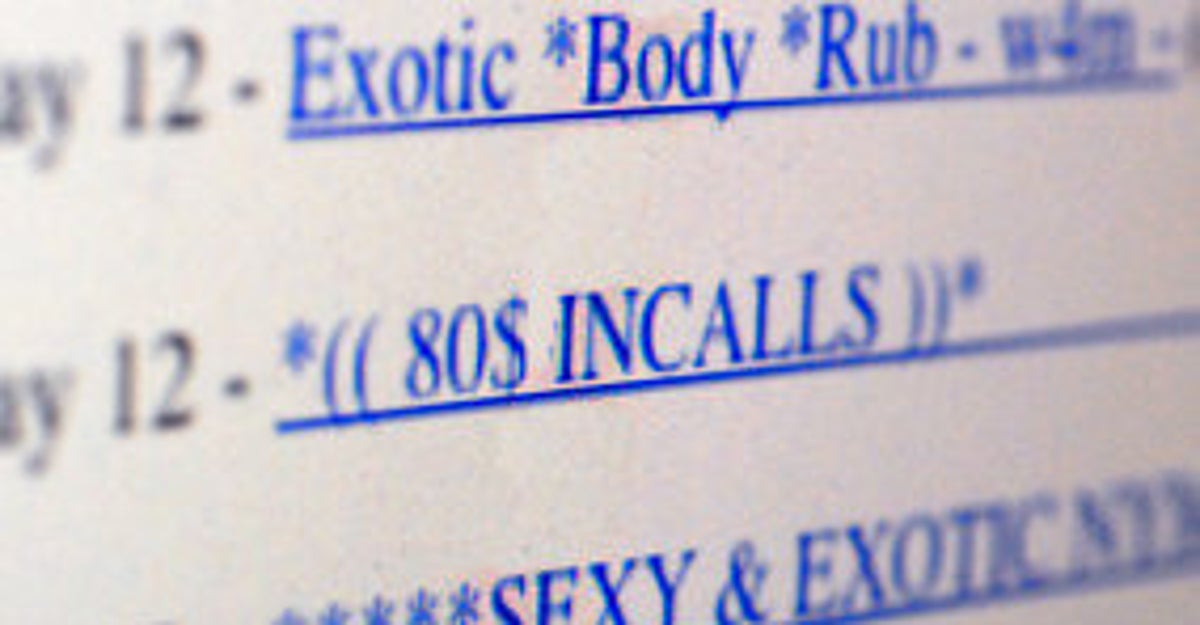 ay 12 - Exotic *Body *Rub - w4m -
ay 12 - *(( 80$ INCALLS ))*
*****SEXY & EXOTIC